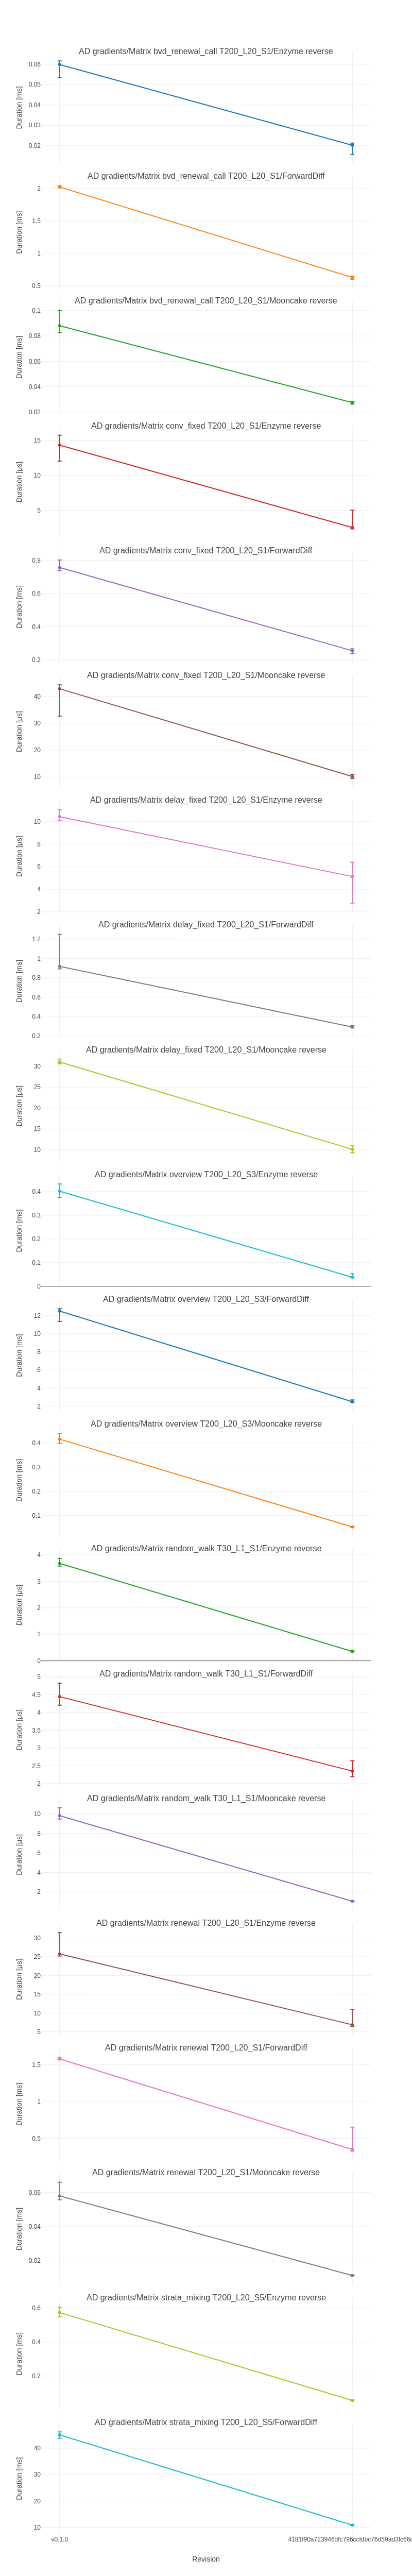 AD gradients/Matrix bvd_renewal_call T200_L20_S1/Enzyme reverse
Duration [ms]
0.06
0.05
0.04
0.03
0.02
AD gradients/Matrix bvd_renewal_call T200_L20_S1/ForwardDiff
Duration [ms]
2
1.5
1
0.5
AD gradients/Matrix bvd_renewal_call T200_L20_S1/Mooncake reverse
Duration [ms]
0.1
0.08
0.06
0.04
0.02
AD gradients/Matrix conv_fixed T200_L20_S1/Enzyme reverse
Duration [μs]
15
10
5
AD gradients/Matrix conv_fixed T200_L20_S1/ForwardDiff
Duration [ms]
0.8
0.6
0.4
0.2
AD gradients/Matrix conv_fixed T200_L20_S1/Mooncake reverse
Duration [μs]
40
30
20
10
AD gradients/Matrix delay_fixed T200_L20_S1/Enzyme reverse
Duration [μs]
10
8
6
4
2
AD gradients/Matrix delay_fixed T200_L20_S1/ForwardDiff
Duration [ms]
1.2
1
0.8
0.6
0.4
0.2
AD gradients/Matrix delay_fixed T200_L20_S1/Mooncake reverse
Duration [μs]
30
25
20
15
10
AD gradients/Matrix overview T200_L20_S3/Enzyme reverse
Duration [ms]
0.4
0.3
0.2
0.1
0
AD gradients/Matrix overview T200_L20_S3/ForwardDiff
Duration [ms]
12
10
8
6
4
2
AD gradients/Matrix overview T200_L20_S3/Mooncake reverse
Duration [ms]
0.4
0.3
0.2
0.1
AD gradients/Matrix random_walk T30_L1_S1/Enzyme reverse
Duration [μs]
4
3
2
1
0
AD gradients/Matrix random_walk T30_L1_S1/ForwardDiff
Duration [μs]
5
4.5
4
3.5
3
2.5
2
AD gradients/Matrix random_walk T30_L1_S1/Mooncake reverse
Duration [μs]
10
8
6
4
2
AD gradients/Matrix renewal T200_L20_S1/Enzyme reverse
Duration [μs]
30
25
20
15
10
5
AD gradients/Matrix renewal T200_L20_S1/ForwardDiff
Duration [ms]
1.5
1
0.5
AD gradients/Matrix renewal T200_L20_S1/Mooncake reverse
Duration [ms]
0.06
0.04
0.02
AD gradients/Matrix strata_mixing T200_L20_S5/Enzyme reverse
Duration [ms]
0.6
0.4
0.2
AD gradients/Matrix strata_mixing T200_L20_S5/ForwardDiff
Duration [ms]
40
30
20
10
v0.1.0
4181f90a723946dfc796ccfdbc76d59ad3fc66c
Revision